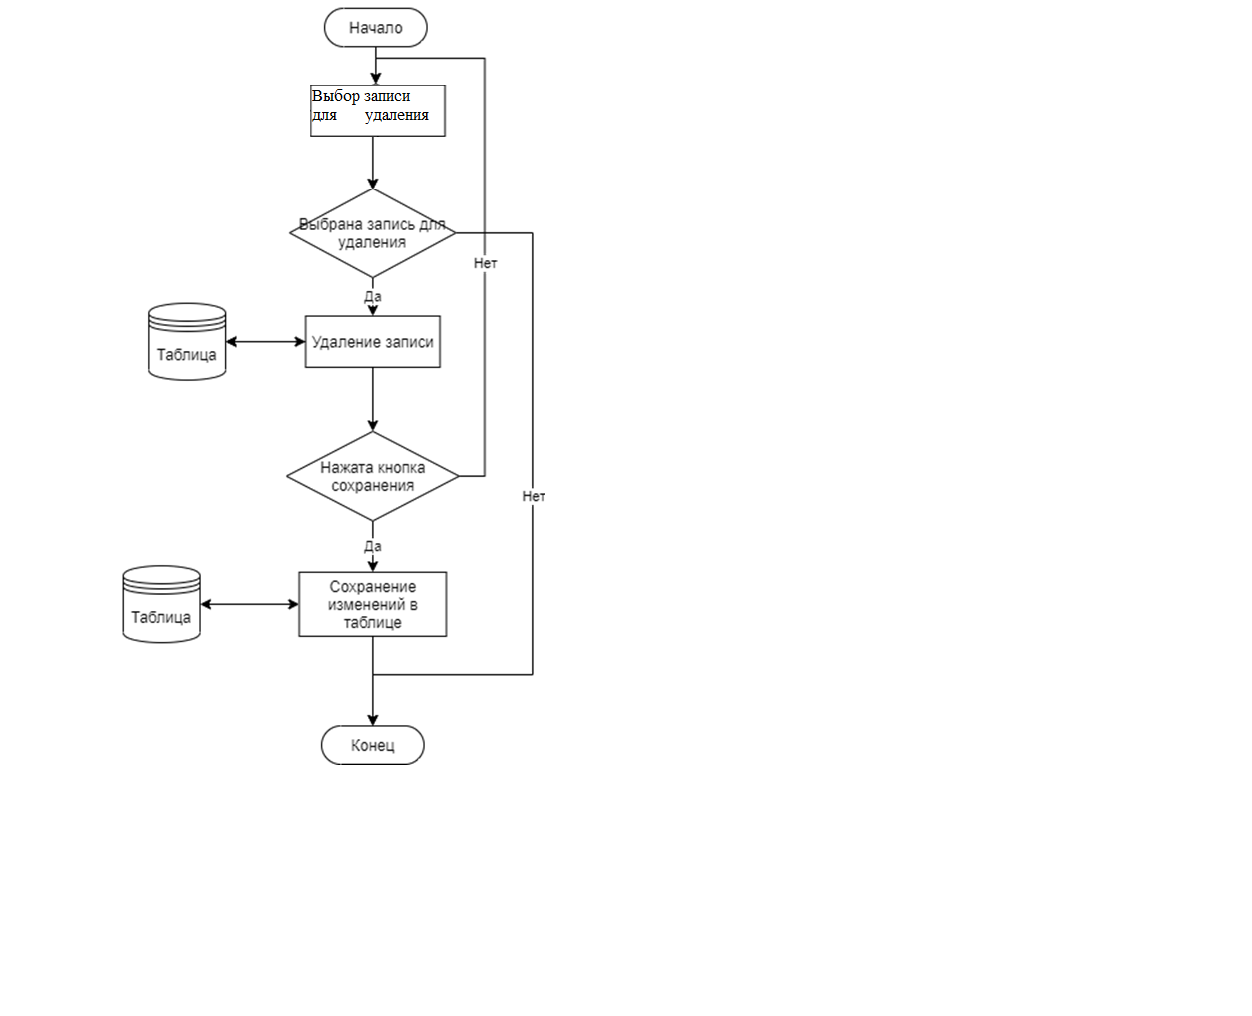 Начало
Выбор записи
для удаления
Выбрана запись для
удаления
Нет
Да
Таблица
Удаление записи
Нажата кнопка
сохранения
Нет
Да
Таблица
Сохранение
изменений в
таблице
Конец